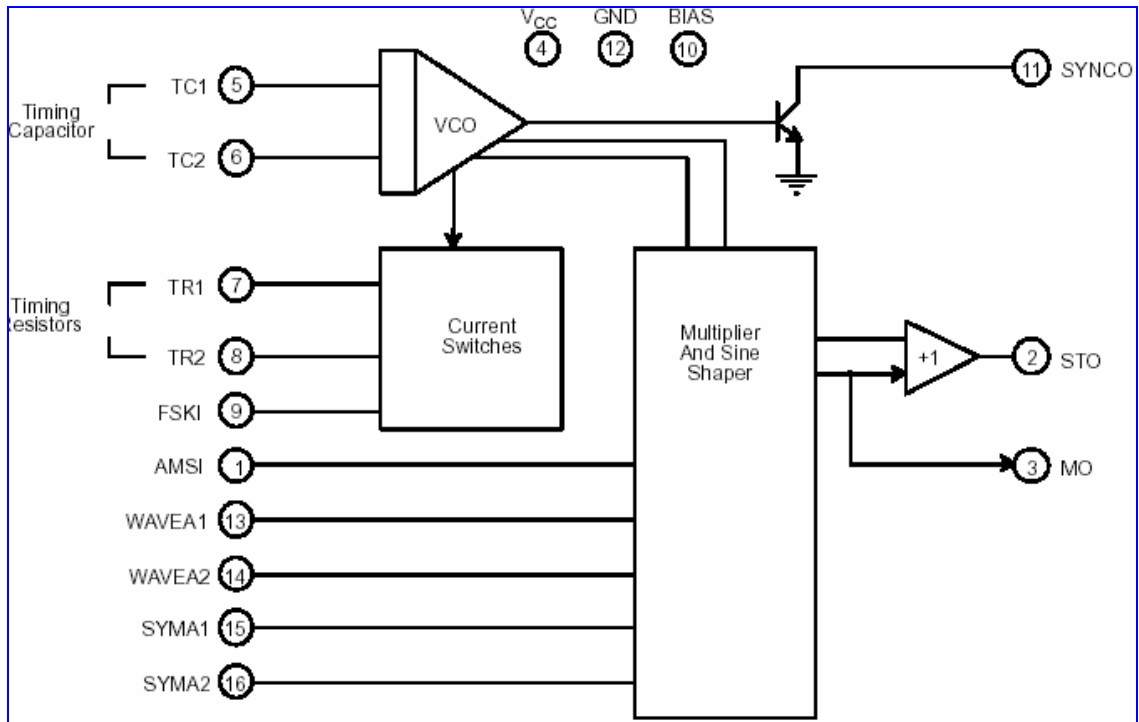 VCC GND BIAS
4 12 10
TC1 5
11 SYNCO
Timing
Capacitor
VCO
TC2 6
TR1 7
Timing
esistors
Current
Switches
Multiplier
And Sine
Shaper
TR2 8
+1
2 STO
FSKI 9
AMSI 1
3 MO
WAVEA1 13
WAVEA2 14
SYMA1 15
SYMA2 16